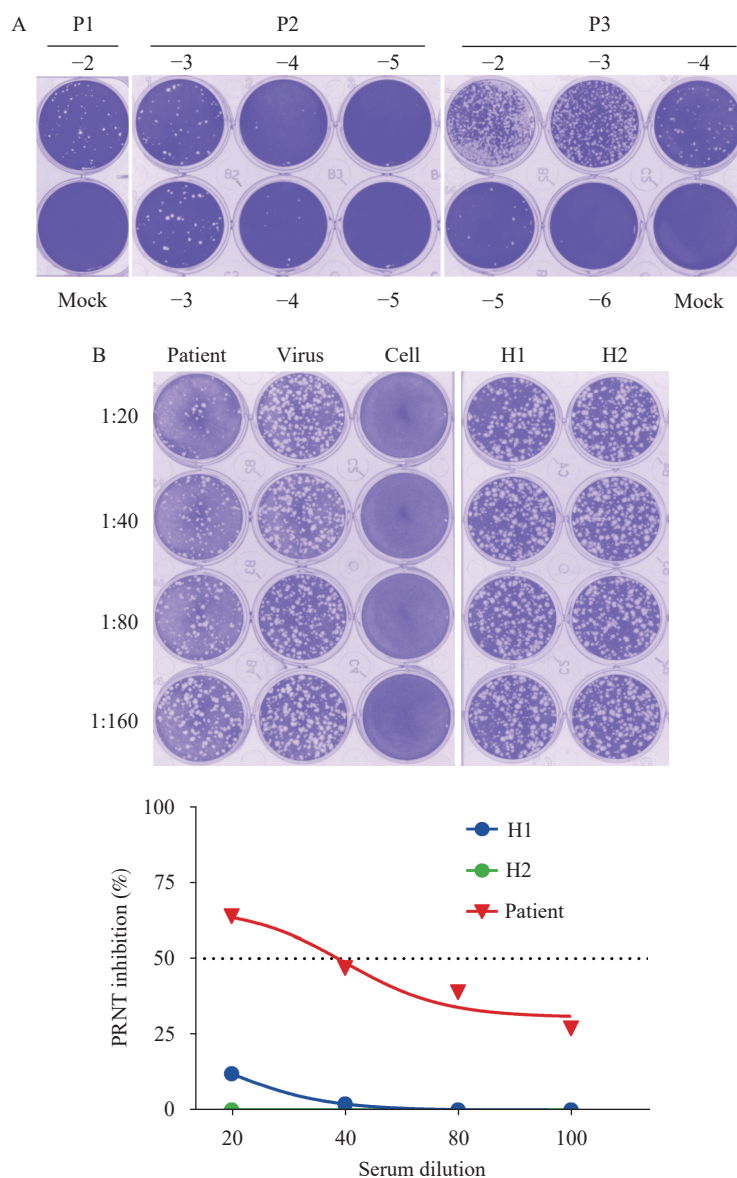 A P1 P2 P3
−2 −3 −4 −5 −2 −3 −4
Mock −3 −4 −5 −5 −6 Mock
B Patient Virus Cell H1 H2
1:20
1:40
1:80
1:160
100
75
50
25
0
PRNT inhibition (%)
H1
H2
Patient
20 40 80 100
Serum dilution